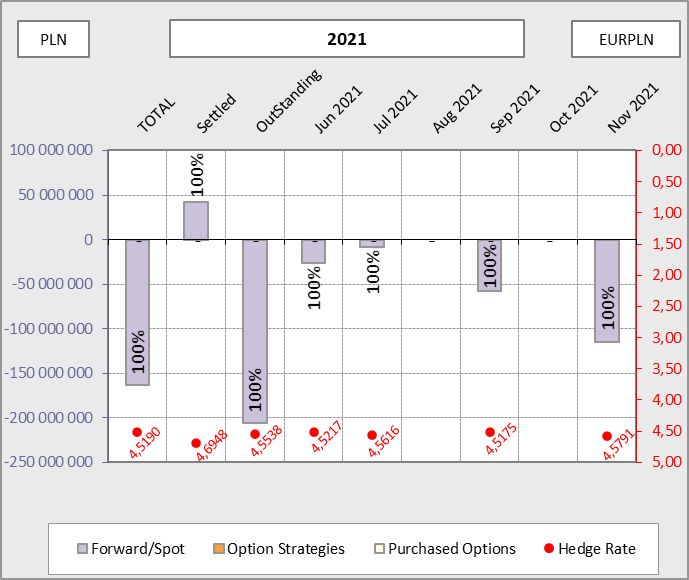 PLN
2021
EURPLN
TOTAL
Settled
OutStanding
Jun 2021
Jul 2021
Aug 2021
Sep 2021
Oct 2021
Nov 2021
100 000 000
50 000 000
0
-50 000 000
-100 000 000
-150 000 000
-200 000 000
-250 000 000
0,00
0,50
1,00
1,50
2,00
2,50
3,00
3,50
4,00
4,50
5,00
100%
100%
100%
100%
100%
100%
100%
4,5190
4,6948
4,5538
4,5217
4,5616
4,5175
4,5791
Forward/Spot
Option Strategies
Purchased Options
Hedge Rate